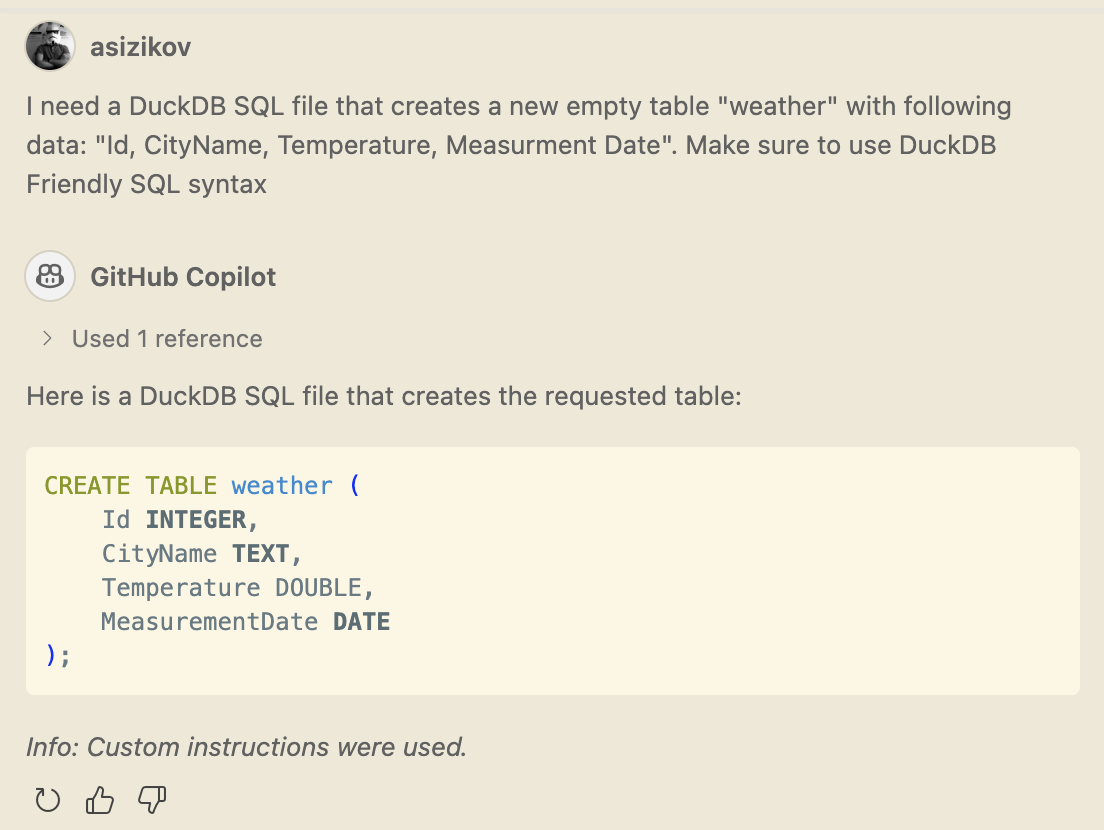 asizikov
I need a DuckDB SQL file that creates a new empty table "weather" with following
data: "Id, CityName, Temperature, Measurment Date". Make sure to use DuckDB
Friendly SQL syntax
GitHub Copilot
Used 1 reference
Here is a DuckDB SQL file that creates the requested table:
CREATE TABLE weather (
    Id INTEGER,
    CityName TEXT,
    Temperature DOUBLE,
    MeasurementDate DATE
);
Info: Custom instructions were used.